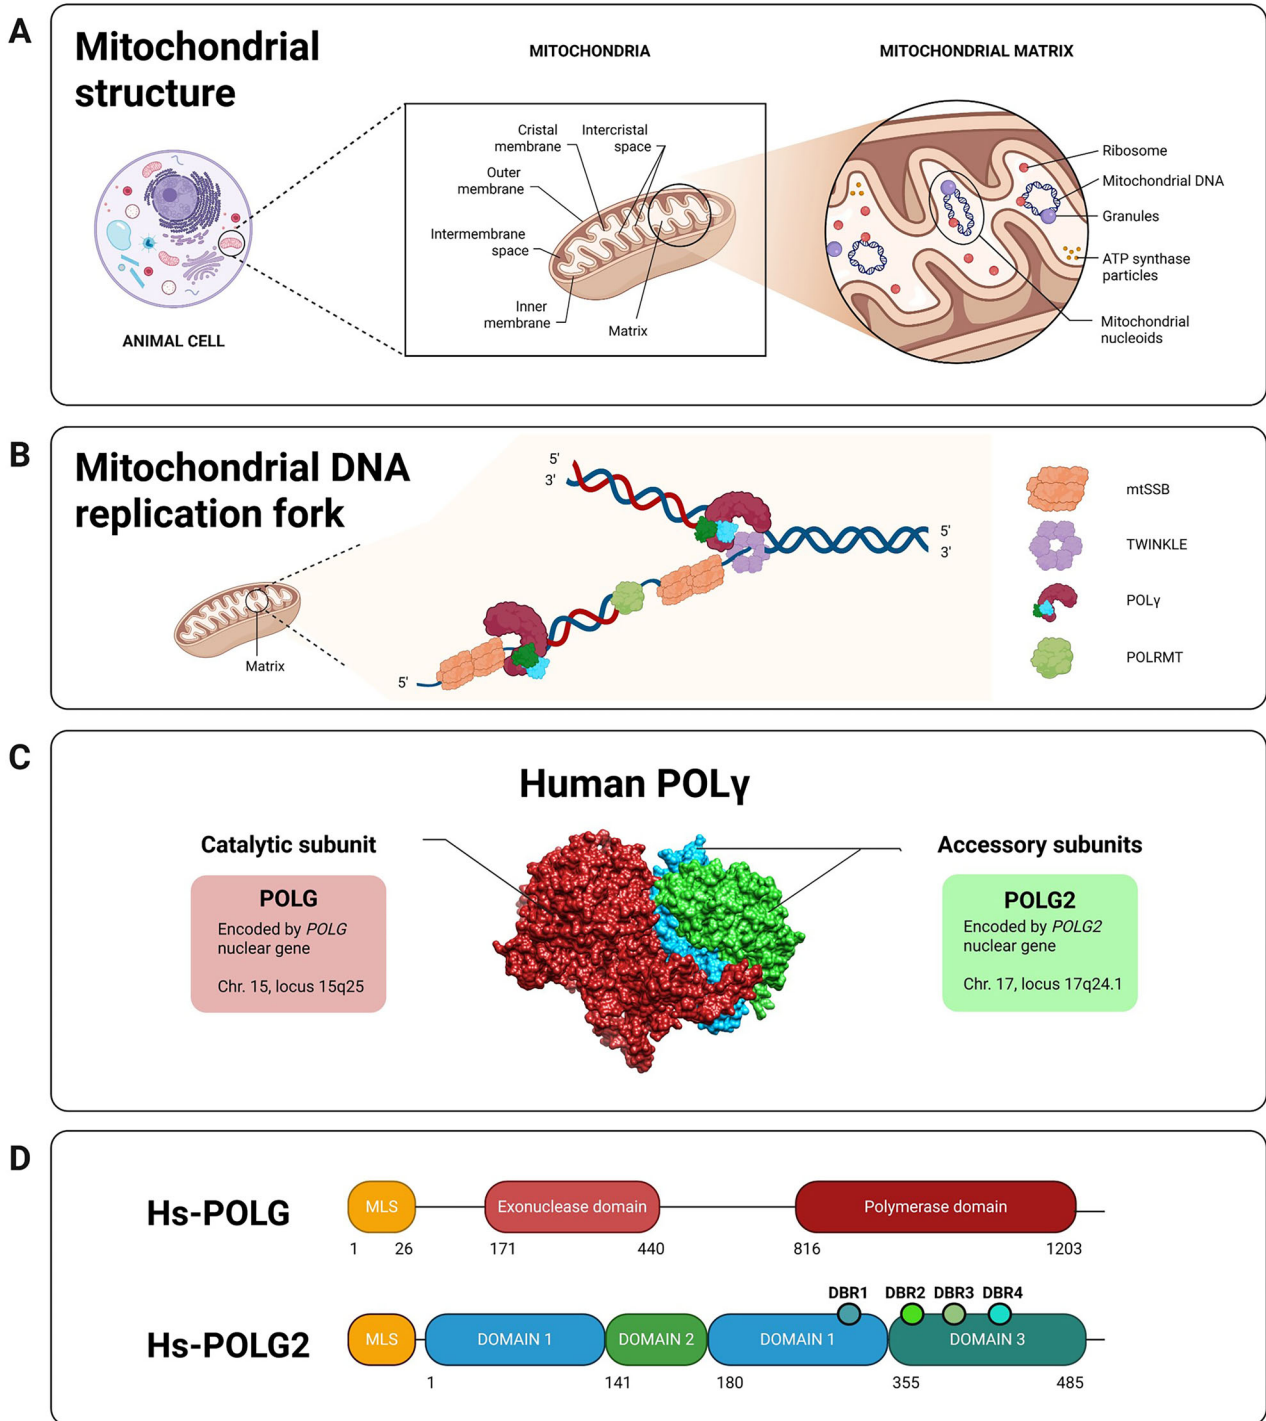 A
Mitochondrial
structure
MITOCHONDRIA
MITOCHONDRIAL MATRIX
Cristal
membrane
Intercristal
space
Outer
membrane
Intermembrane
space
Inner
membrane
Matrix
ANIMAL CELL
Ribosome
Mitochondrial DNA
Granules
ATP synthase
particles
Mitochondrial
nucleoids
B
Mitochondrial DNA
replication fork
5'
3'
5'
3'
5'
Matrix
mtSSB
TWINKLE
POLγ
POLRMT
C
Human POLγ
Catalytic subunit
POLG
Encoded by POLG
nuclear gene
Chr. 15, locus 15q25
Accessory subunits
POLG2
Encoded by POLG2
nuclear gene
Chr. 17, locus 17q24.1
D
Hs-POLG
MLS
Exonuclease domain
Polymerase domain
1 26 171 440 816 1203
DBR1 DBR2 DBR3 DBR4
Hs-POLG2
MLS
DOMAIN 1
DOMAIN 2
DOMAIN 1
DOMAIN 3
1 141 180 355 485